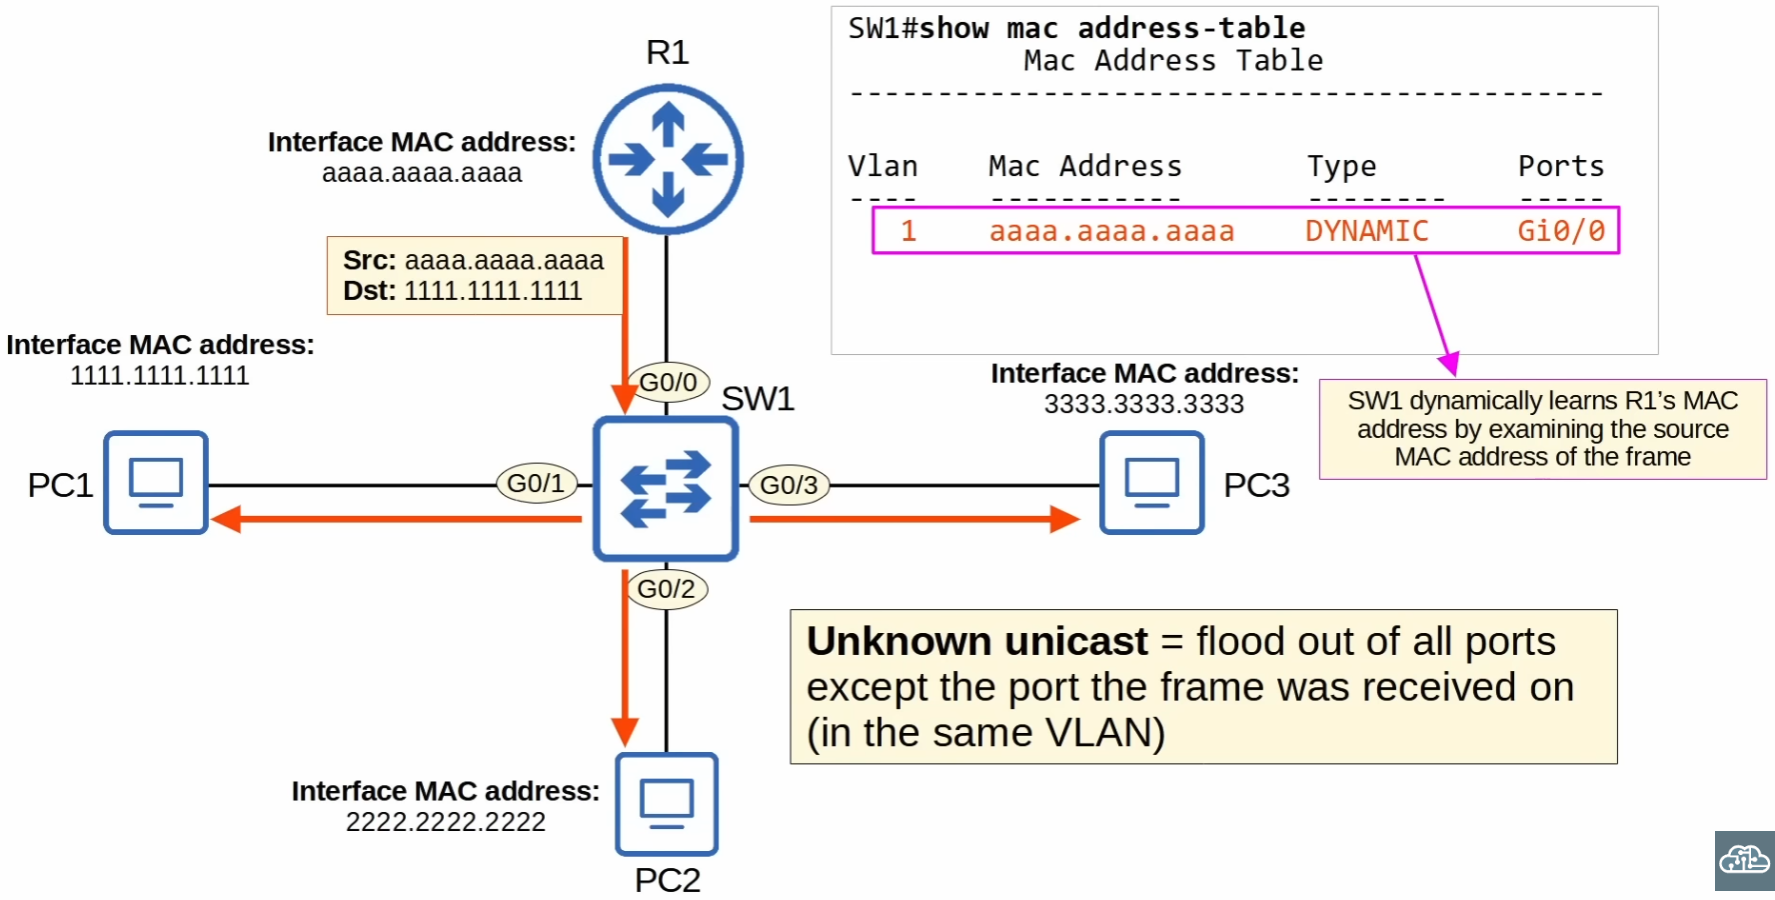 R1
SW1#show mac address-table
Mac Address Table
-------------------------------------------
Vlan Mac Address Type Ports
---- ----------- -------- -----
1 aaaa.aaaa.aaaa DYNAMIC Gi0/0
Interface MAC address:
aaaa.aaaa.aaaa
Src: aaaa.aaaa.aaaa
Dst: 1111.1111.1111
Interface MAC address:
1111.1111.1111
G0/0
SW1
Interface MAC address:
3333.3333.3333
SW1 dynamically learns R1's MAC
address by examining the source
MAC address of the frame
PC1
G0/1
G0/3
PC3
G0/2
Unknown unicast = flood out of all ports
except the port the frame was received on
(in the same VLAN)
Interface MAC address:
2222.2222.2222
PC2